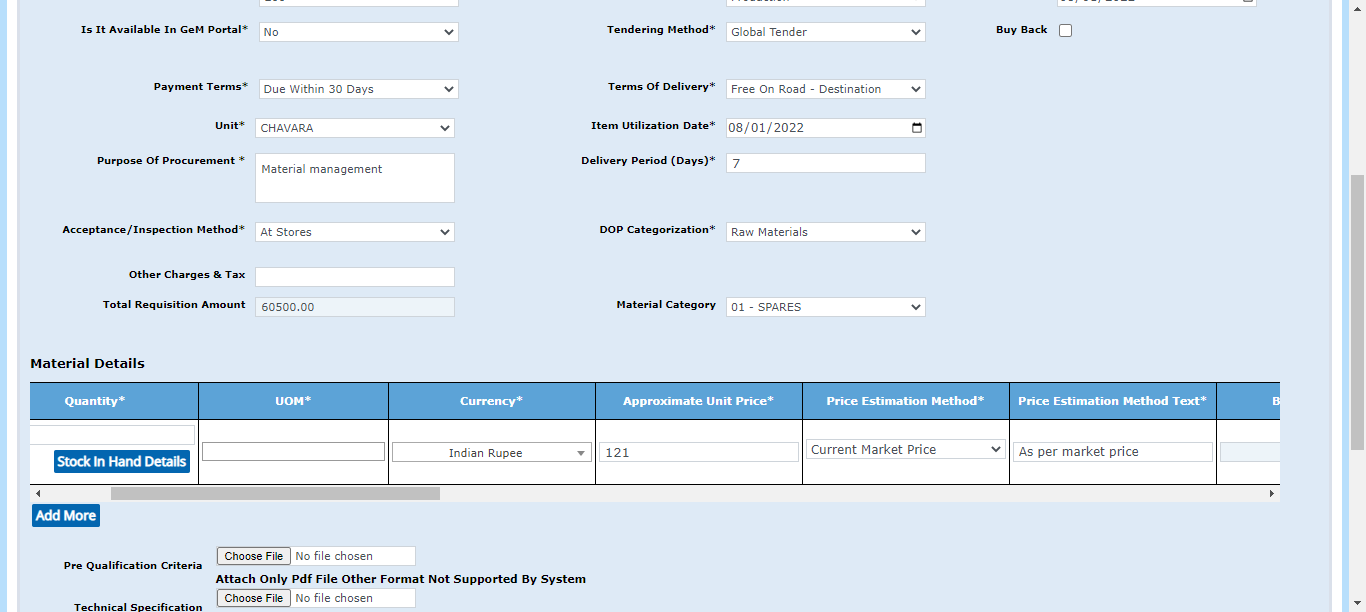 Is It Available In GeM Portal* No Tendering Method* Global Tender Buy Back
Payment Terms* Due Within 30 Days Terms Of Delivery* Free On Road - Destination
Unit* CHAVARA Item Utilization Date* 08/01/2022
Purpose Of Procurement * Material management Delivery Period (Days)* 7
Acceptance/Inspection Method* At Stores DOP Categorization* Raw Materials
Other Charges & Tax
Total Requisition Amount 60500.00 Material Category 01 - SPARES
Material Details
Quantity* UOM* Currency* Approximate Unit Price* Price Estimation Method* Price Estimation Method Text* B
Stock In Hand Details Indian Rupee 121 Current Market Price As per market price
Add More
Pre Qualification Criteria Choose File No file chosen
Attach Only Pdf File Other Format Not Supported By System
Technical Specification Choose File No file chosen